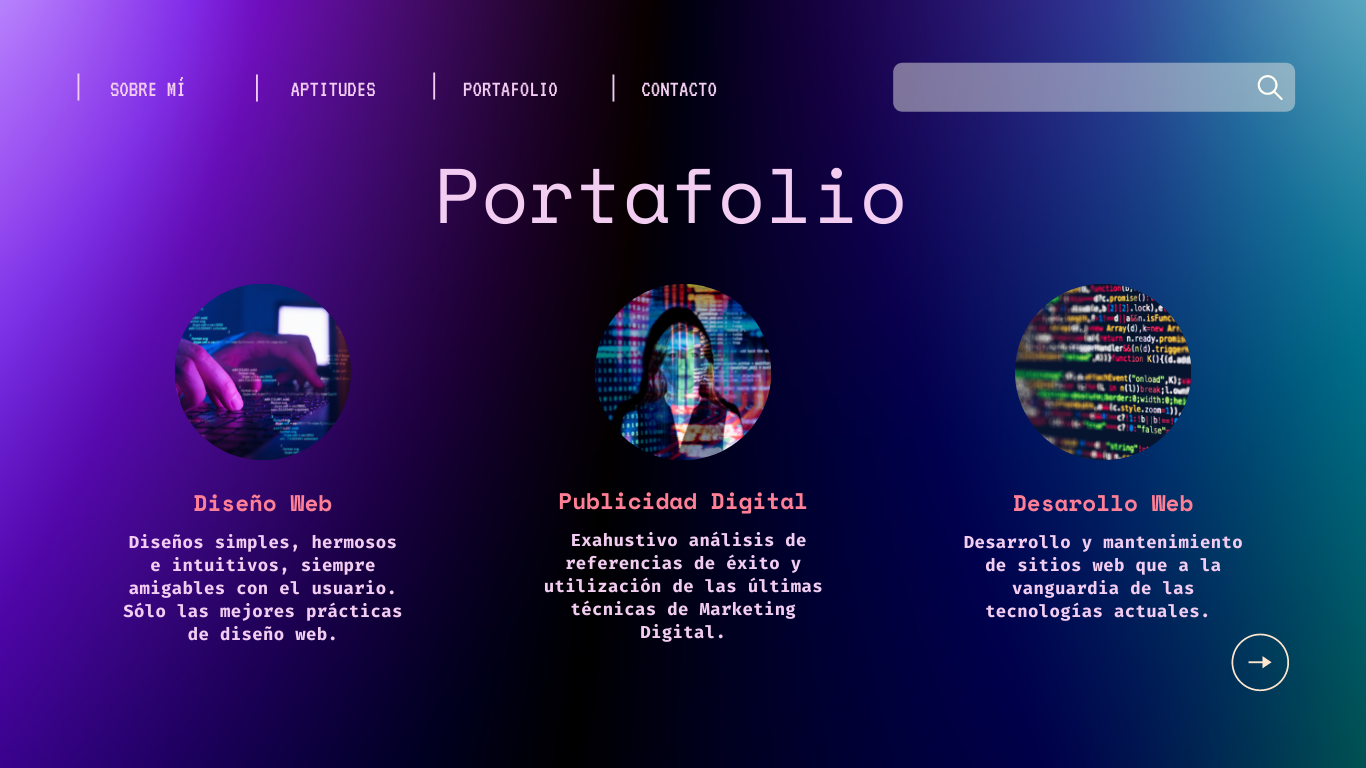 SOBRE MÍ
APTITUDES
PORTAFOLIO
CONTACTO
Portafolio
Diseño Web
Diseños simples, hermosos
e intuitivos, siempre
amigables con el usuario.
Sólo las mejores prácticas
de diseño web.
Publicidad Digital
Exahustivo análisis de
referencias de éxito y
utilización de las últimas
técnicas de Marketing
Digital.
Desarollo Web
Desarrollo y mantenimiento
de sitios web que a la
vanguardia de las
tecnologías actuales.